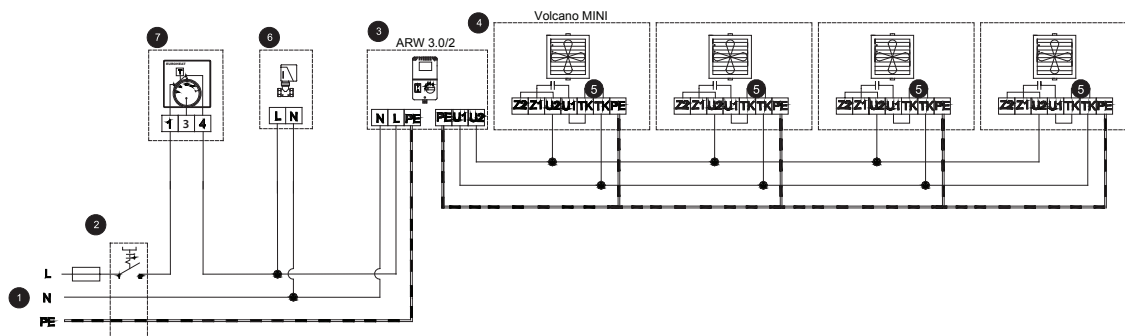 7
6
3
ARW 3.0/2
4
Volcano MINI
EUROHEAT
T
5
5
5
5
Z2 Z1 U2 U1 TK TK PE
Z2 Z1 U2 U1 TK TK PE
Z2 Z1 U2 U1 TK TK PE
Z2 Z1 U2 U1 TK TK PE
1 3 4
L N
N L PE
PE U1 U2
2
L
1
N
PE